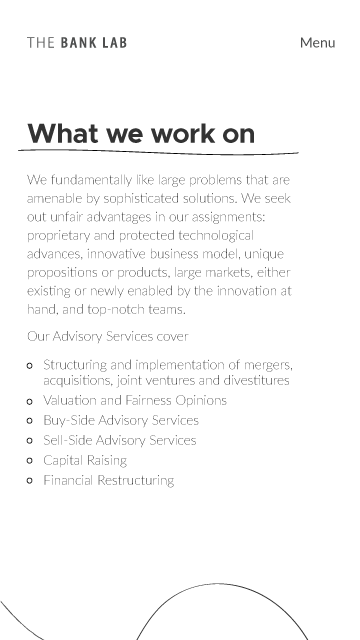 THE BANK LAB
Menu
What we work on
We fundamentally like large problems that are
amenable by sophisticated solutions. We seek
out unfair advantages in our assignments:
proprietary and protected technological
advances, innovative business model, unique
propositions or products, large markets, either
existing or newly enabled by the innovation at
hand, and top-notch teams.
Our Advisory Services cover
Structuring and implementation of mergers,
acquisitions, joint ventures and divestitures
Valuation and Fairness Opinions
Buy-Side Advisory Services
Sell-Side Advisory Services
Capital Raising
Financial Restructuring